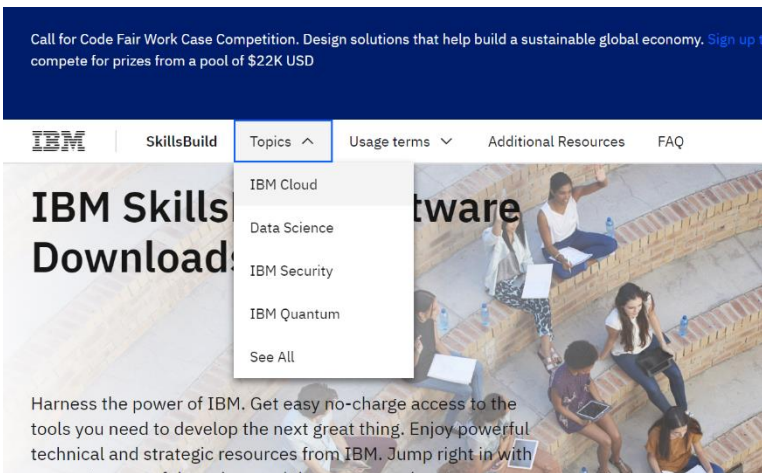 Call for Code Fair Work Case Competition. Design solutions that help build a sustainable global economy. Sign up
compete for prizes from a pool of $22K USD
IBM SkillsBuild Topics Usage terms Additional Resources FAQ
IBM Cloud
Data Science
IBM Security
IBM Quantum
See All
IBM
Harness the power of IBM. Get easy no-charge access to the
tools you need to develop the next great thing. Enjoy powerful
technical and strategic resources from IBM. Jump right in with